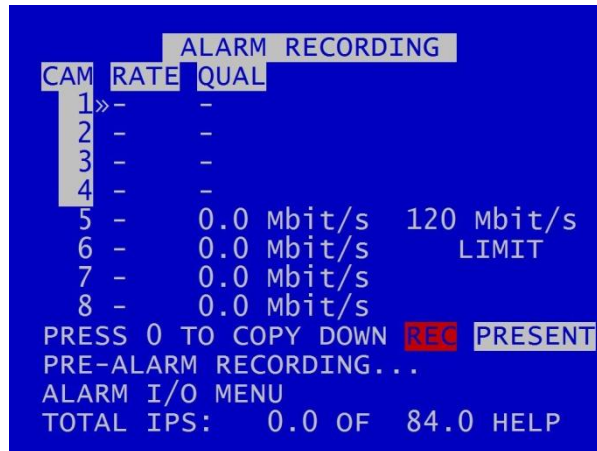 ALARM RECORDING
CAM RATE QUAL
1»- -
2 - -
3 - -
4 - -
5 - 0.0 Mbit/s 120 Mbit/s
6 - 0.0 Mbit/s LIMIT
7 - 0.0 Mbit/s
8 - 0.0 Mbit/s
PRESS 0 TO COPY DOWN REC PRESENT
PRE-ALARM RECORDING...
ALARM I/O MENU
TOTAL IPS: 0.0 OF 84.0 HELP